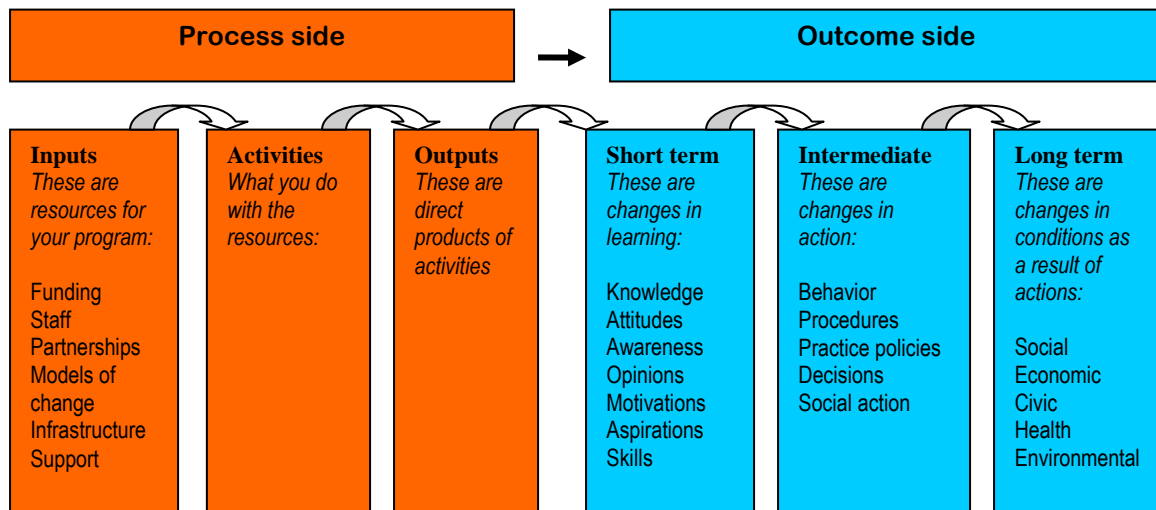 Process side
Outcome side
Inputs
These are
resources for
your program:
Funding
Staff
Partnerships
Models of
change
Infrastructure
Support
Activities
What you do
with the
resources:
Outputs
These are
direct
products of
activities
Short term
These are
changes in
learning:
Knowledge
Attitudes
Awareness
Opinions
Motivations
Aspirations
Skills
Intermediate
These are
changes in
action:
Behavior
Procedures
Practice policies
Decisions
Social action
Long term
These are
changes in
conditions as
a result of
actions:
Social
Economic
Civic
Health
Environmental